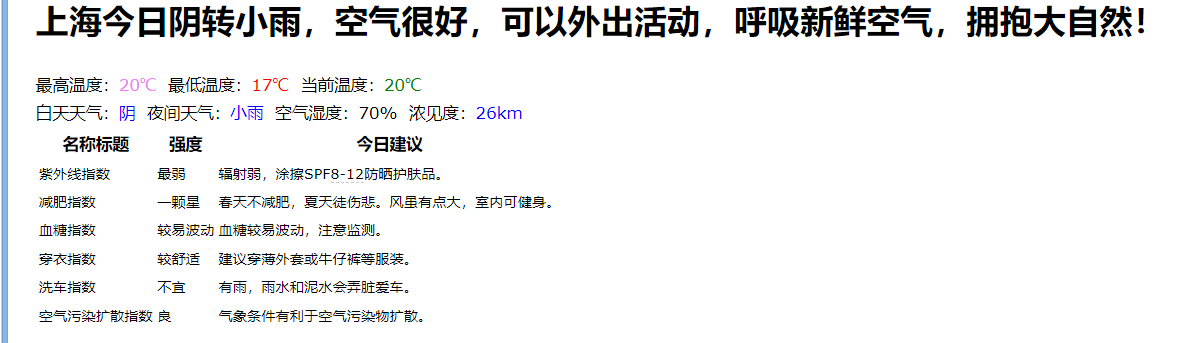 上海今日阴转小雨，空气很好，可以外出活动，呼吸新鲜空气，拥抱大自然！
最高温度：20℃ 最低温度：17℃ 当前温度：20℃
白天天气：阴 夜间天气：小雨 空气湿度：70% 浓见度：26km
名称标题 强度 今日建议
紫外线指数 最弱 辐射弱，涂擦SPF8-12防晒护肤品。
减肥指数 一颗星 春天不减肥，夏天徒伤悲。风虽有点大，室内可健身。
血糖指数 较易波动 血糖较易波动，注意监测。
穿衣指数 较舒适 建议穿薄外套或牛仔裤等服装。
洗车指数 不宜 有雨，雨水和泥水会弄脏爱车。
空气污染扩散指数 良 气象条件有利于空气污染物扩散。